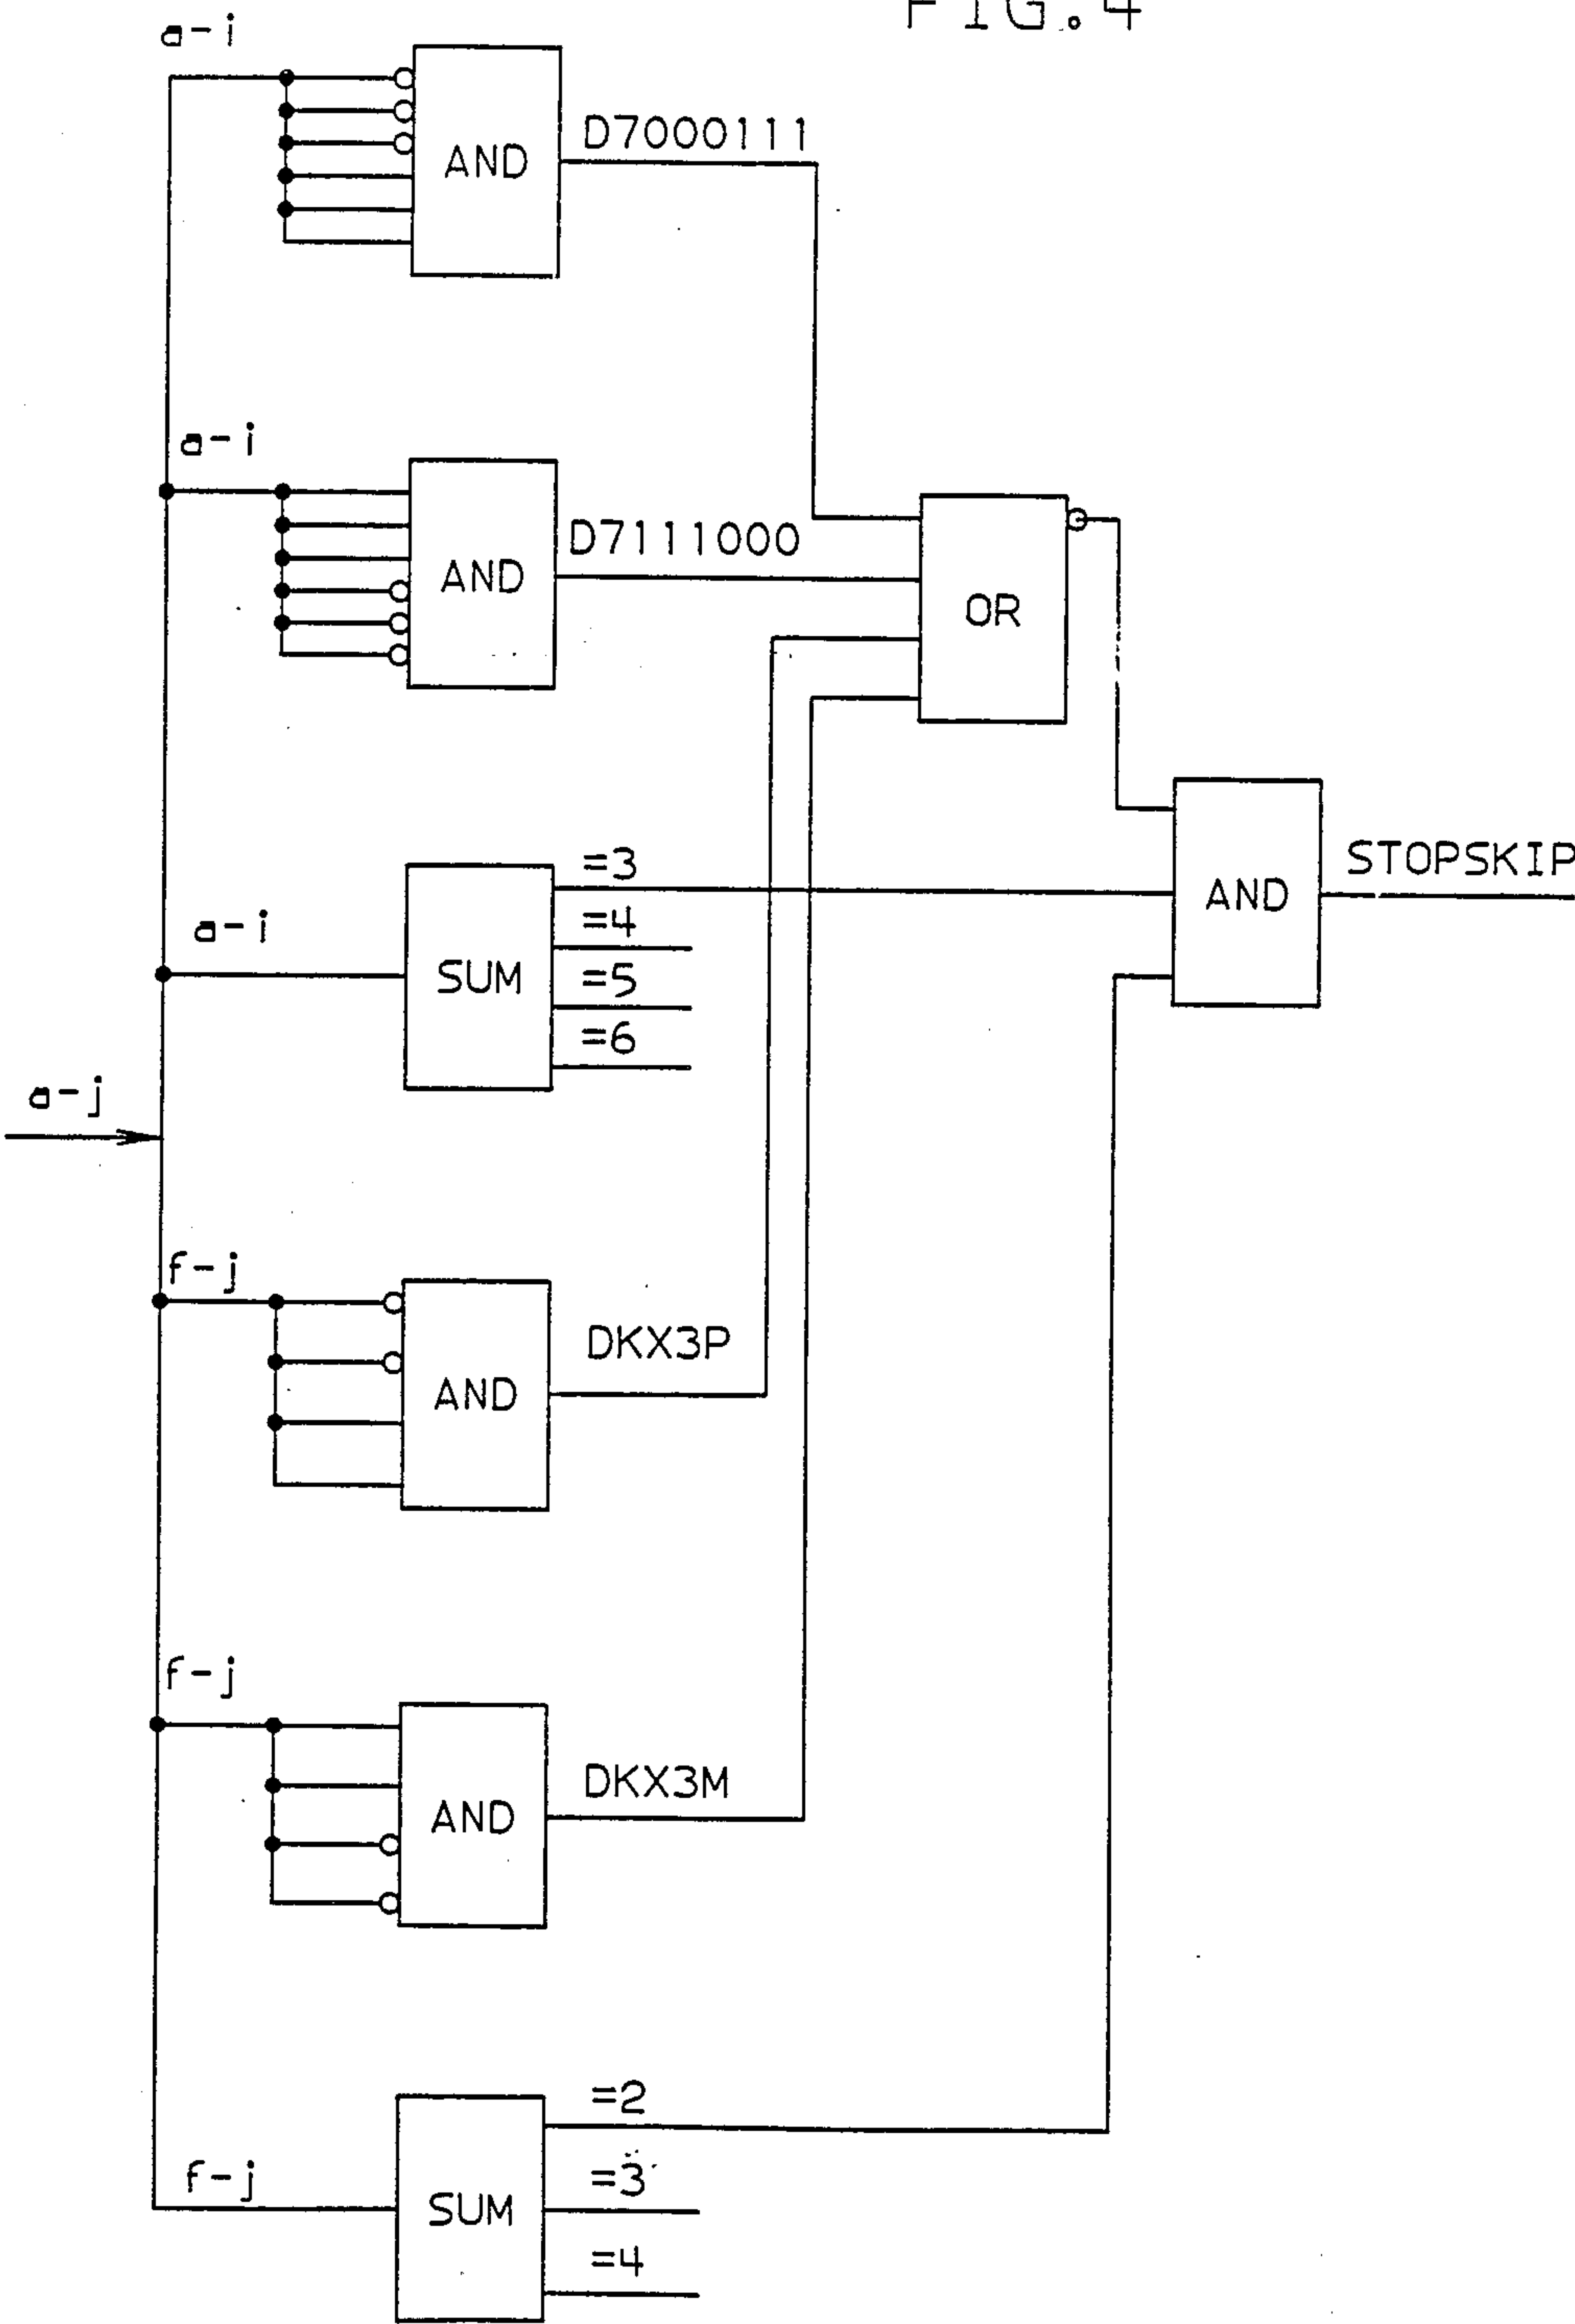 FIG.4
a-i
AND
D7000111
a-i
AND
D7111000
OR
a-i
SUM
=3
=4
=5
=6
AND
STOPSKIP
a-j
f-j
AND
DKX3P
f-j
AND
DKX3M
f-j
SUM
=2
=3
=4